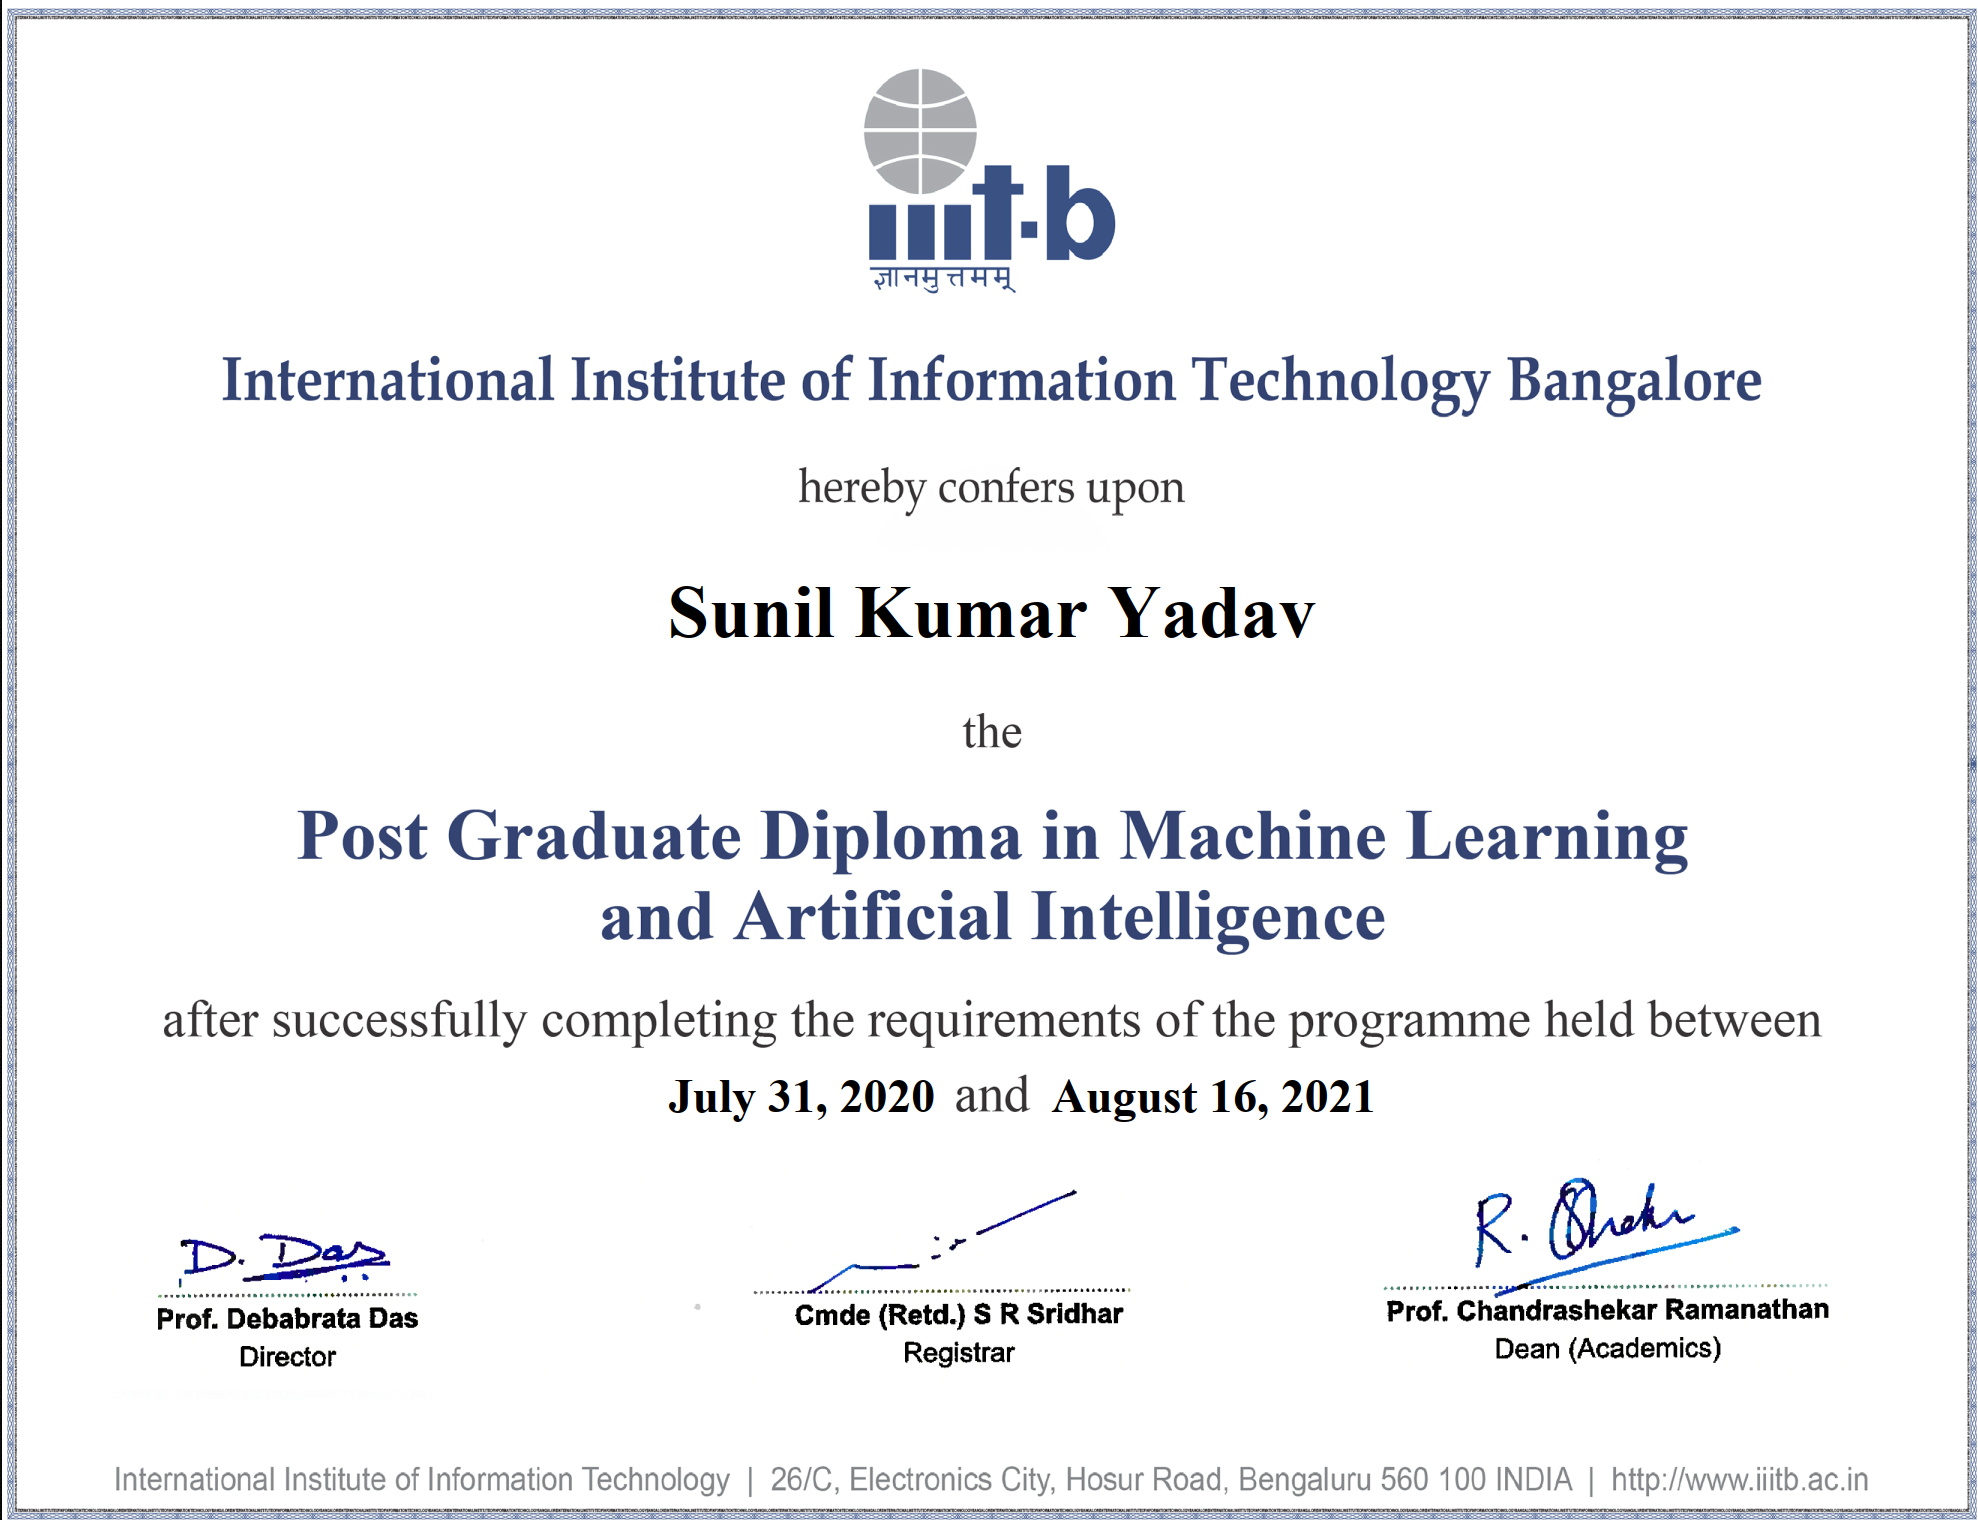 iiit-b
ज्ञानमुत्तमम्
International Institute of Information Technology Bangalore
hereby confers upon
Sunil Kumar Yadav
the
Post Graduate Diploma in Machine Learning
and Artificial Intelligence
after successfully completing the requirements of the programme held between
July 31, 2020 and August 16, 2021
D. Das
R. Shekar
Prof. Debabrata Das
Director
Cmde (Retd.) S R Sridhar
Registrar
Prof. Chandrashekar Ramanathan
Dean (Academics)
International Institute of Information Technology | 26/C, Electronics City, Hosur Road, Bengaluru 560 100 INDIA | http://www.iiitb.ac.in